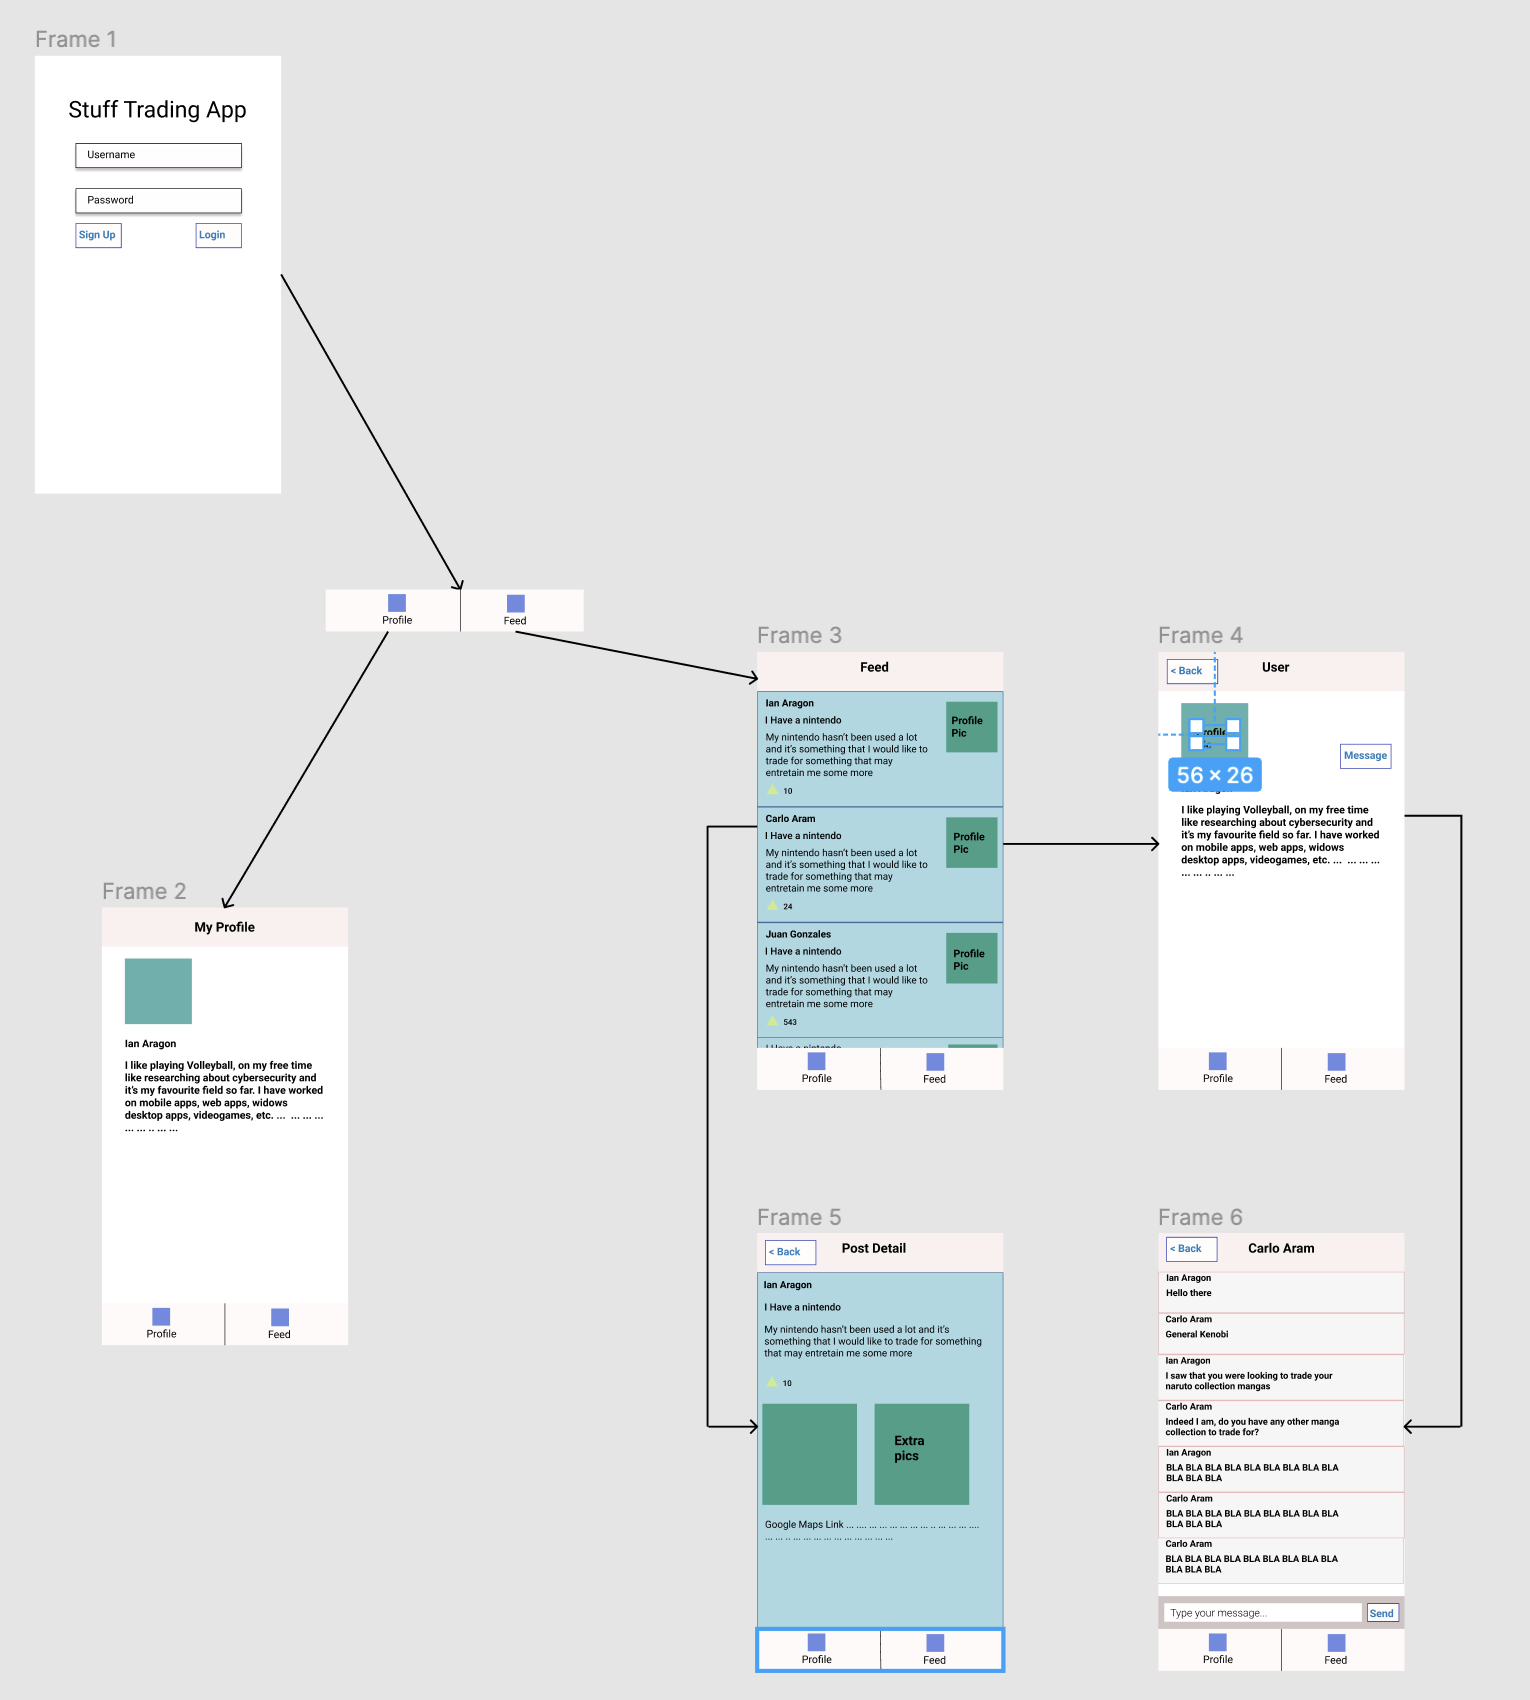 Frame 1
Stuff Trading App
Username
Password
Sign Up
Login
Profile
Feed
Frame 2
My Profile
Ian Aragon
I like playing Volleyball, on my free time
like researching about cybersecurity and
it's my favourite field so far. I have worked
on mobile apps, web apps, widows
desktop apps, videogames, etc. ... ... ... ...
... ... .. ... ...
Profile
Feed
Frame 3
Feed
Ian Aragon
I Have a nintendo
My nintendo hasn't been used a lot
and it's something that I would like to
trade for something that may
entretain me some more
10
Profile
Pic
Carlo Aram
I Have a nintendo
My nintendo hasn't been used a lot
and it's something that I would like to
trade for something that may
entretain me some more
24
Profile
Pic
Juan Gonzales
I Have a nintendo
My nintendo hasn't been used a lot
and it's something that I would like to
trade for something that may
entretain me some more
543
Profile
Pic
I Have a nintendo
Profile
Feed
Frame 4
< Back
User
56 × 26
Message
I like playing Volleyball, on my free time
like researching about cybersecurity and
it's my favourite field so far. I have worked
on mobile apps, web apps, widows
desktop apps, videogames, etc. ... ... ... ...
... ... .. ... ...
Profile
Feed
Frame 5
< Back
Post Detail
Ian Aragon
I Have a nintendo
My nintendo hasn't been used a lot and it's
something that I would like to trade for something
that may entretain me some more
10
Extra
pics
Google Maps Link ... .... ... ... ... ... ... ... .. ... ... ... ....
... ... .. ... ... ... ... ... ... ... ... ... ...
Profile
Feed
Frame 6
< Back
Carlo Aram
Ian Aragon
Hello there
Carlo Aram
General Kenobi
Ian Aragon
I saw that you were looking to trade your
naruto collection mangas
Carlo Aram
Indeed I am, do you have any other manga
collection to trade for?
Ian Aragon
BLA BLA BLA BLA BLA BLA BLA BLA BLA
BLA BLA BLA
Carlo Aram
BLA BLA BLA BLA BLA BLA BLA BLA BLA
BLA BLA BLA
Carlo Aram
BLA BLA BLA BLA BLA BLA BLA BLA BLA
BLA BLA BLA
Type your message...
Send
Profile
Feed